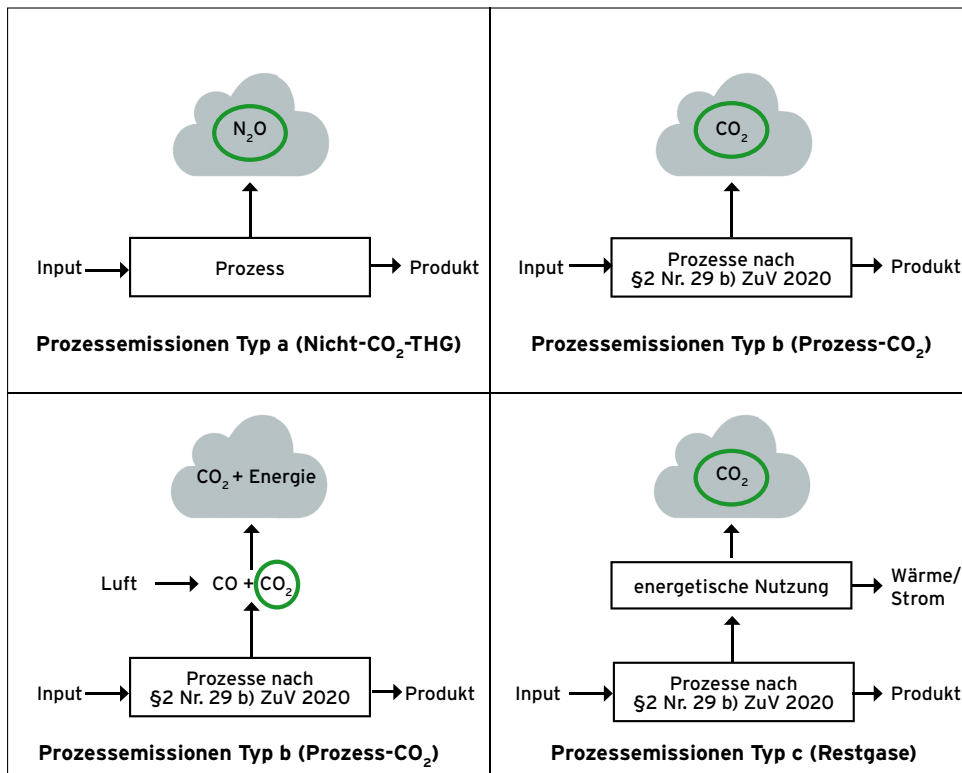 N₂O
Input
Prozess
Produkt
Prozessemissionen Typ a (Nicht-CO₂-THG)
CO₂
Input
Prozesse nach
§2 Nr. 29 b) ZuV 2020
Produkt
Prozessemissionen Typ b (Prozess-CO₂)
CO₂ + Energie
Luft
CO + CO₂
Input
Prozesse nach
§2 Nr. 29 b) ZuV 2020
Produkt
Prozessemissionen Typ b (Prozess-CO₂)
CO₂
energetische Nutzung
Wärme/
Strom
Input
Prozesse nach
§2 Nr. 29 b) ZuV 2020
Produkt
Prozessemissionen Typ c (Restgase)